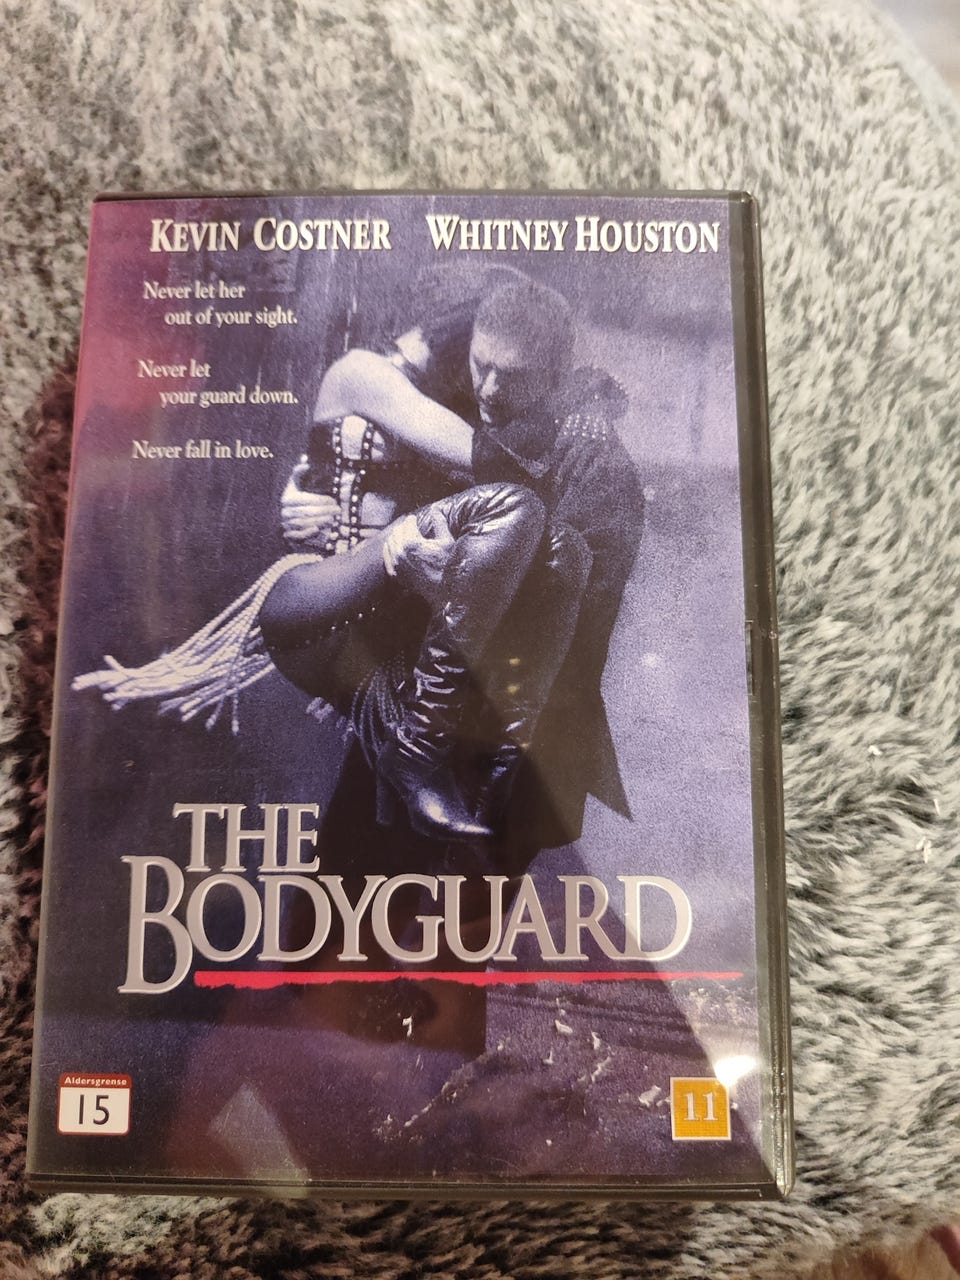 KEVIN COSTNER WHITNEY HOUSTON
Never let her
out of your sight.
Never let
your guard down.
Never fall in love.
THE
BODYGUARD
Aldersgrense
15
11